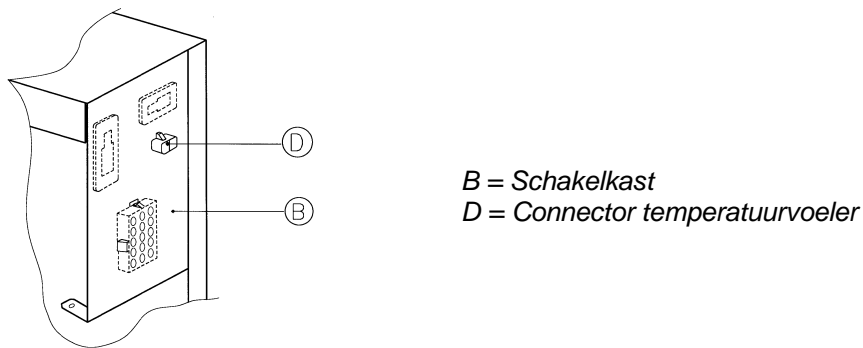 D
B
B = Schakelkast
D = Connector temperatuurvoeler